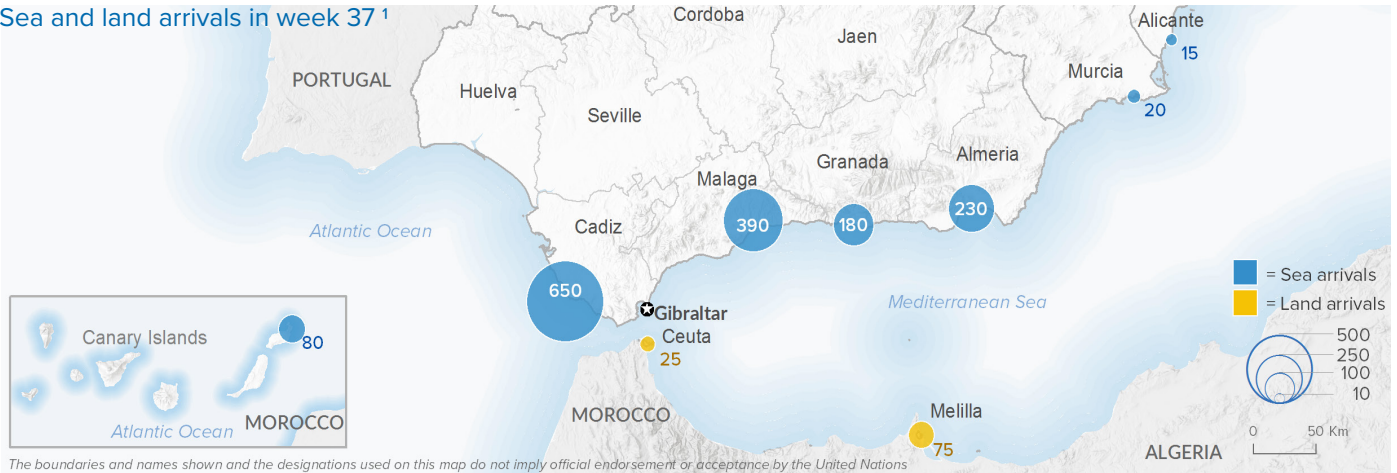 Sea and land arrivals in week 37 ¹
Cordoba
Alicante
15
Jaen
PORTUGAL
Murcia
20
Huelva
Seville
Granada
Almeria
Malaga
390
180
230
Cadiz
Atlantic Ocean
650
Gibraltar
Ceuta
25
Mediterranean Sea
= Sea arrivals
= Land arrivals
500
250
100
10
0 50 Km
Canary Islands
80
MOROCCO
Atlantic Ocean
MOROCCO
Melilla
75
ALGERIA
The boundaries and names shown and the designations used on this map do not imply official endorsement or acceptance by the United Nations